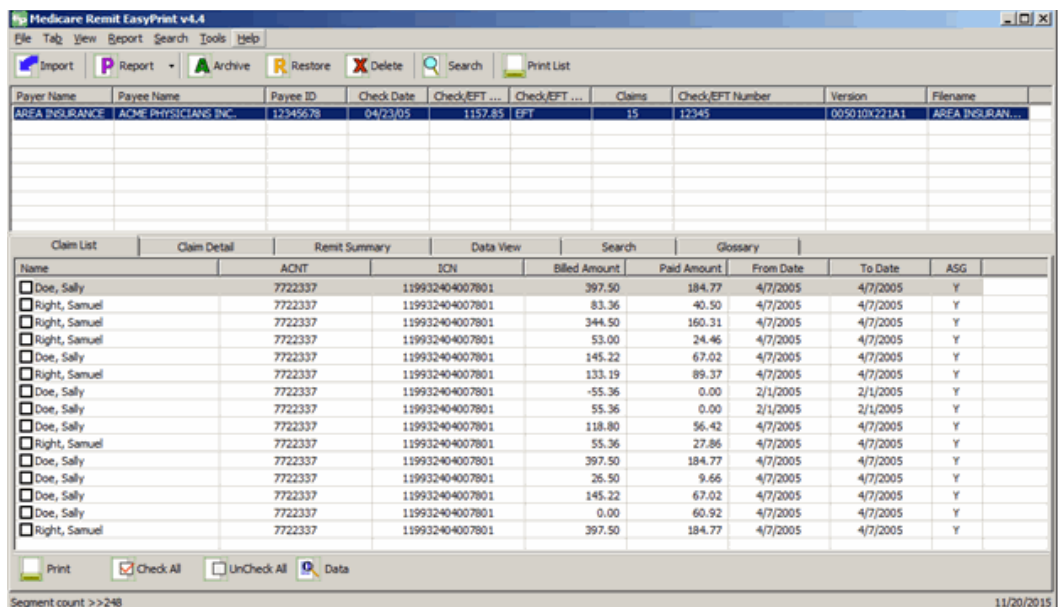 Medicare Remit EasyPrint v4.4
File Tab View Report Search Tools Help
Import P Report A Archive R Restore X Delete Search Print List
Payer Name Payee Name Payee ID Check Date Check/EFT ... Check/EFT ... Claims Check/EFT Number Version Filename
AREA INSURANCE ACME PHYSICIANS INC. 12345678 04/23/05 1157.85 EFT 15 12345 005010X221A1 AREA INSURAN...
Claim List Claim Detail Remit Summary Data View Search Glossary
Name ACNT ICN Billed Amount Paid Amount From Date To Date ASG
Doe, Sally 7722337 119932404007801 397.50 184.77 4/7/2005 4/7/2005 Y
Right, Samuel 7722337 119932404007801 83.36 40.50 4/7/2005 4/7/2005 Y
Right, Samuel 7722337 119932404007801 344.50 160.31 4/7/2005 4/7/2005 Y
Right, Samuel 7722337 119932404007801 53.00 24.46 4/7/2005 4/7/2005 Y
Doe, Sally 7722337 119932404007801 145.22 67.02 4/7/2005 4/7/2005 Y
Right, Samuel 7722337 119932404007801 133.19 89.37 4/7/2005 4/7/2005 Y
Doe, Sally 7722337 119932404007801 -55.36 0.00 2/1/2005 2/1/2005 Y
Doe, Sally 7722337 119932404007801 55.36 0.00 2/1/2005 2/1/2005 Y
Doe, Sally 7722337 119932404007801 118.80 56.42 4/7/2005 4/7/2005 Y
Right, Samuel 7722337 119932404007801 55.36 27.86 4/7/2005 4/7/2005 Y
Doe, Sally 7722337 119932404007801 397.50 184.77 4/7/2005 4/7/2005 Y
Doe, Sally 7722337 119932404007801 26.50 9.66 4/7/2005 4/7/2005 Y
Doe, Sally 7722337 119932404007801 145.22 67.02 4/7/2005 4/7/2005 Y
Doe, Sally 7722337 119932404007801 0.00 60.92 4/7/2005 4/7/2005 Y
Right, Samuel 7722337 119932404007801 397.50 184.77 4/7/2005 4/7/2005 Y
Print Check All UnCheck All Data
Segment count >>248 11/20/2015